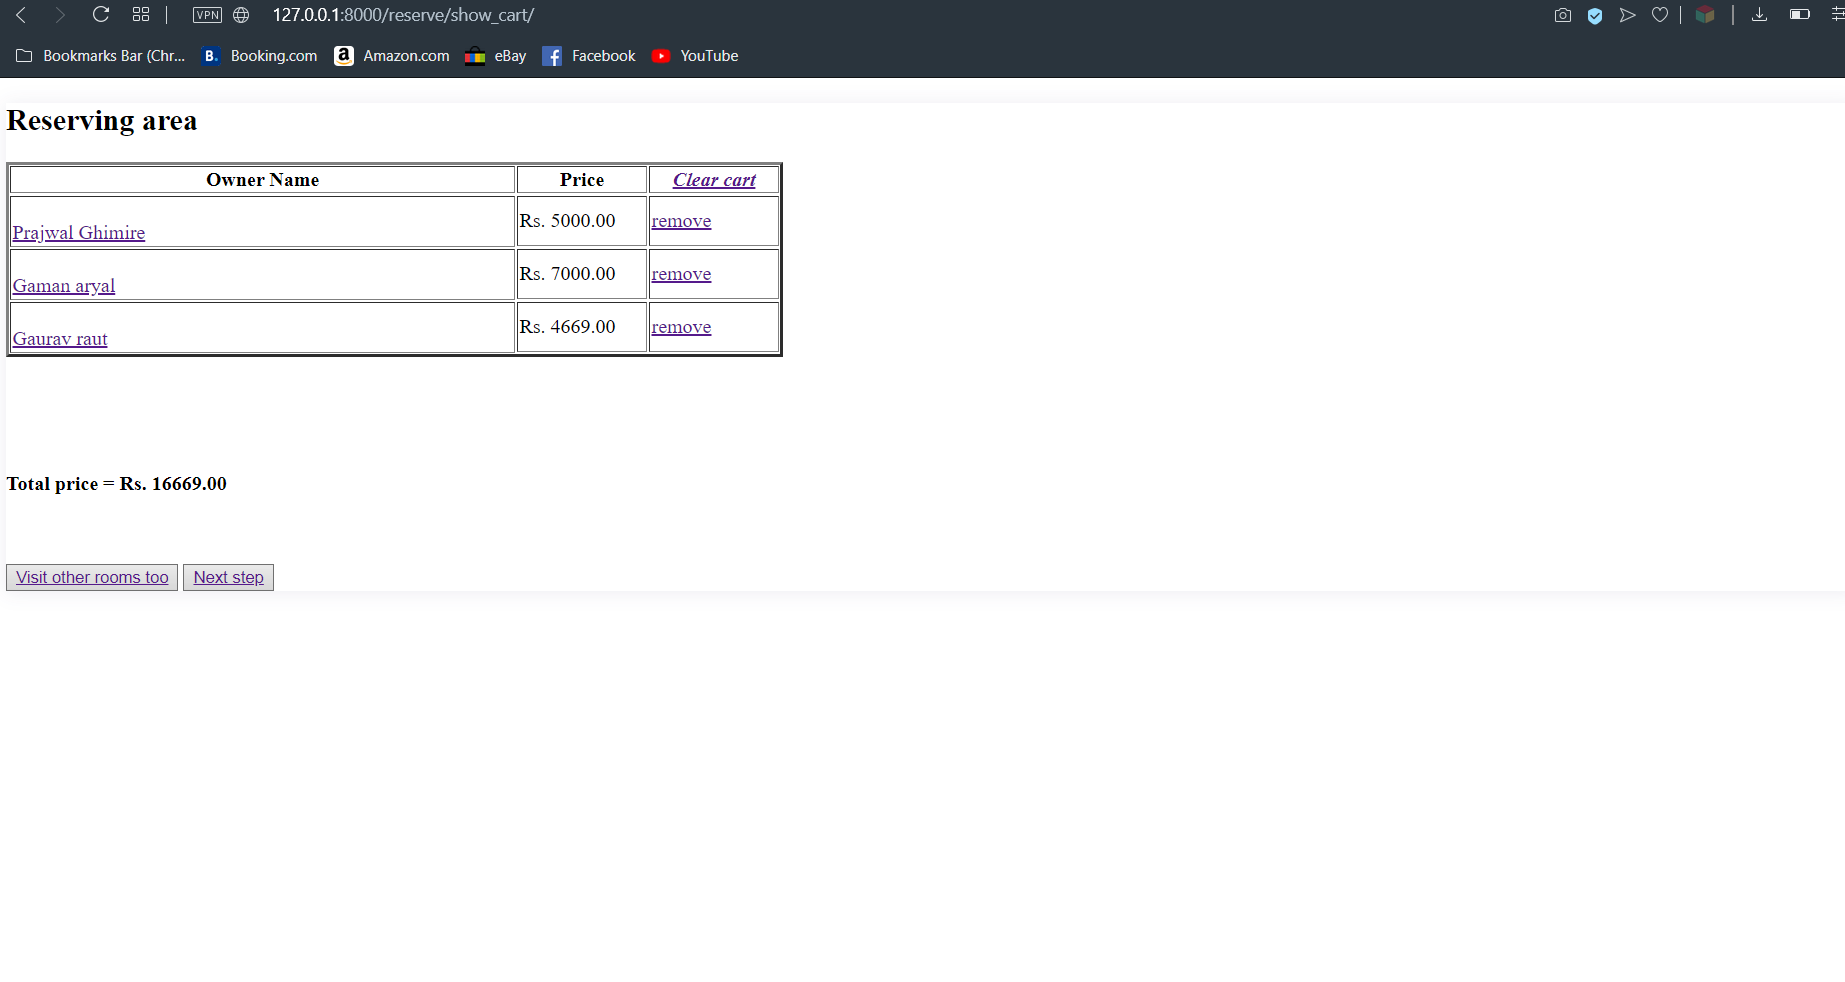 VPN 127.0.0.1:8000/reserve/show_cart/
Bookmarks Bar (Chr... B. Booking.com a Amazon.com eBay f Facebook YouTube
Reserving area
Owner Name Price Clear cart
Prajwal Ghimire Rs. 5000.00 remove
Gaman aryal Rs. 7000.00 remove
Gaurav raut Rs. 4669.00 remove
Total price = Rs. 16669.00
Visit other rooms too Next step